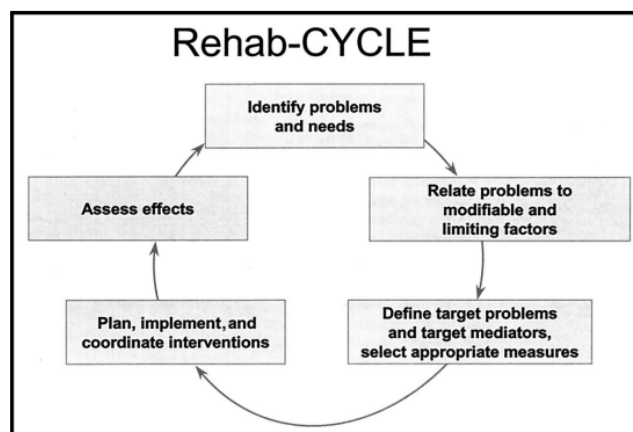 Rehab-CYCLE
Identify problems
and needs
Relate problems to
modifiable and
limiting factors
Define target problems
and target mediators,
select appropriate measures
Plan, implement, and
coordinate interventions
Assess effects